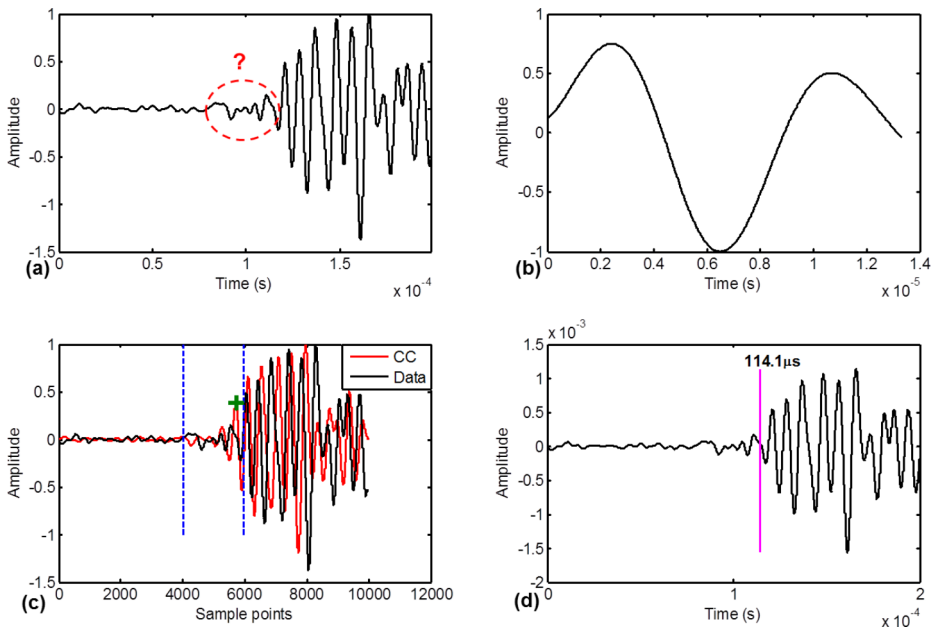 1
0.5
0
-0.5
-1
-1.5
Amplitude
?
0
0.5
1
1.5
Time (s)
x 10-4
(a)
1
0.5
0
-0.5
-1
Amplitude
0
0.2
0.4
0.6
0.8
1
1.2
1.4
Time (s)
x 10-5
(b)
1
0.5
0
-0.5
-1
-1.5
Amplitude
CC
Data
0
2000
4000
6000
8000
10000
12000
Sample points
(c)
x 10-3
1.5
1
0.5
0
-0.5
-1
-1.5
-2
Amplitude
114.1µs
0
1
2
Time (s)
x 10-4
(d)